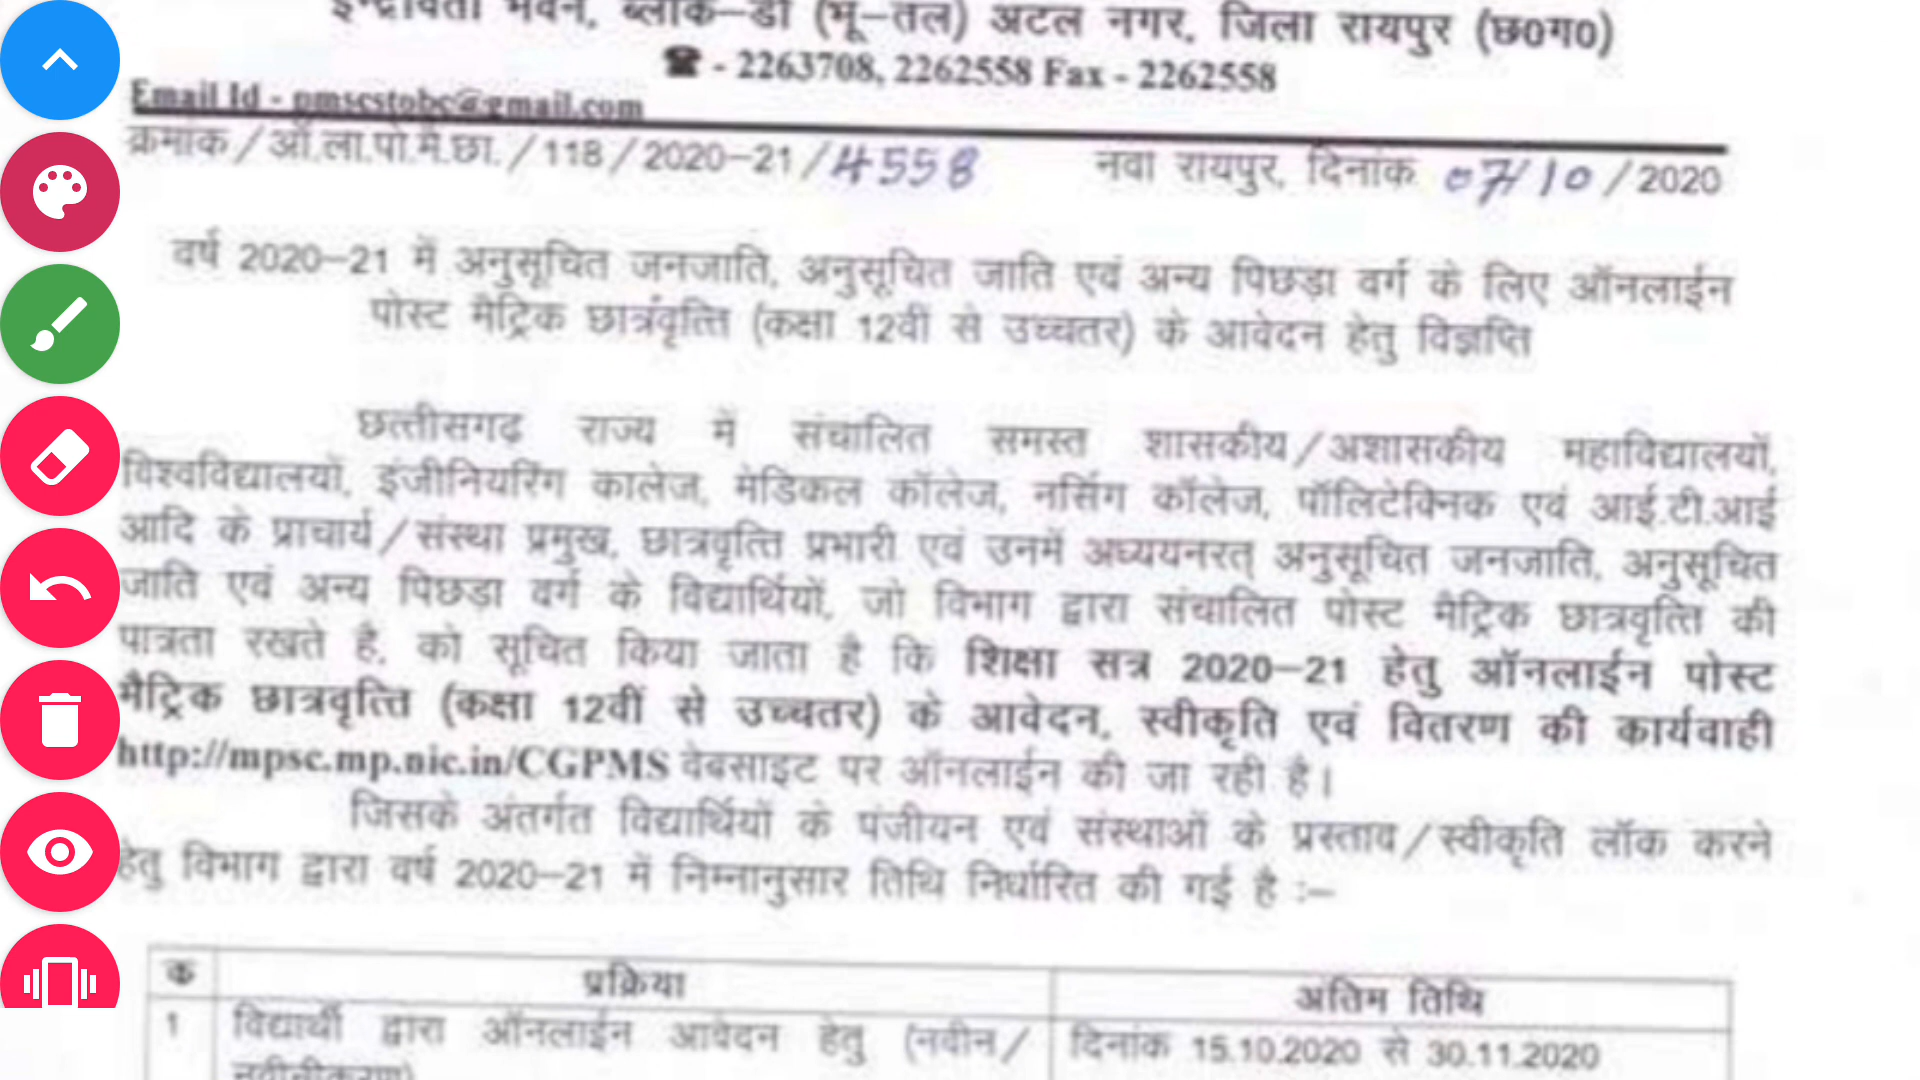 इन्द्रावती भवन, ब्लॉक–डी (भू–तल) अटल नगर, जिला रायपुर (छ0ग0)
☎ - 2263708, 2262558 Fax - 2262558
Email Id - pmscstobc@gmail.com
क्रमांक/ऑ.ला.पो.मै.छा./118/2020–21/4558 नवा रायपुर, दिनांक 07/10/2020
वर्ष 2020–21 में अनुसूचित जनजाति, अनुसूचित जाति एवं अन्य पिछड़ा वर्ग के लिए ऑनलाईन
पोस्ट मैट्रिक छात्रवृत्ति (कक्षा 12वीं से उच्चतर) के आवेदन हेतु विज्ञप्ति
छत्तीसगढ़ राज्य में संचालित समस्त शासकीय/अशासकीय महाविद्यालयों,
विश्वविद्यालयों, इंजीनियरिंग कालेज, मेडिकल कॉलेज, नर्सिंग कॉलेज, पॉलिटेक्निक एवं आई.टी.आई
आदि के प्राचार्य/संस्था प्रमुख, छात्रवृत्ति प्रभारी एवं उनमें अध्ययनरत् अनुसूचित जनजाति, अनुसूचित
जाति एवं अन्य पिछड़ा वर्ग के विद्यार्थियों, जो विभाग द्वारा संचालित पोस्ट मैट्रिक छात्रवृत्ति की
पात्रता रखते है, को सूचित किया जाता है कि शिक्षा सत्र 2020–21 हेतु ऑनलाईन पोस्ट
मैट्रिक छात्रवृत्ति (कक्षा 12वीं से उच्चतर) के आवेदन, स्वीकृति एवं वितरण की कार्यवाही
http://mpsc.mp.nic.in/CGPMS वेबसाइट पर ऑनलाईन की जा रही है।
जिसके अंतर्गत विद्यार्थियों के पंजीयन एवं संस्थाओं के प्रस्ताव/स्वीकृति लॉक करने
हेतु विभाग द्वारा वर्ष 2020–21 में निम्नानुसार तिथि निर्धारित की गई है :–
क प्रक्रिया अंतिम तिथि
1 विद्यार्थी द्वारा ऑनलाईन आवेदन हेतु (नवीन/ दिनांक 15.10.2020 से 30.11.2020
नवीनीकरण)